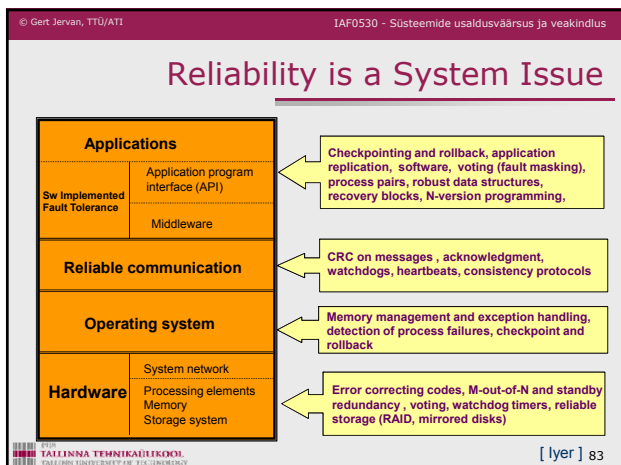 © Gert Jervan, TTÜ/ATI
IAF0530 - Süsteemide usaldusväärsus ja veakindlus
Reliability is a System Issue
Applications
Sw Implemented
Fault Tolerance
Application program
interface (API)
Middleware
Checkpointing and rollback, application
replication, software, voting (fault masking),
process pairs, robust data structures,
recovery blocks, N-version programming,
Reliable communication
CRC on messages , acknowledgment,
watchdogs, heartbeats, consistency protocols
Operating system
Memory management and exception handling,
detection of process failures, checkpoint and
rollback
Hardware
System network
Processing elements
Memory
Storage system
Error correcting codes, M-out-of-N and standby
redundancy , voting, watchdog timers, reliable
storage (RAID, mirrored disks)
TALLINNA TEHNIKAÜLIKOOL
TALLINN UNIVERSITY OF TECHNOLOGY
[ Iyer ] 83